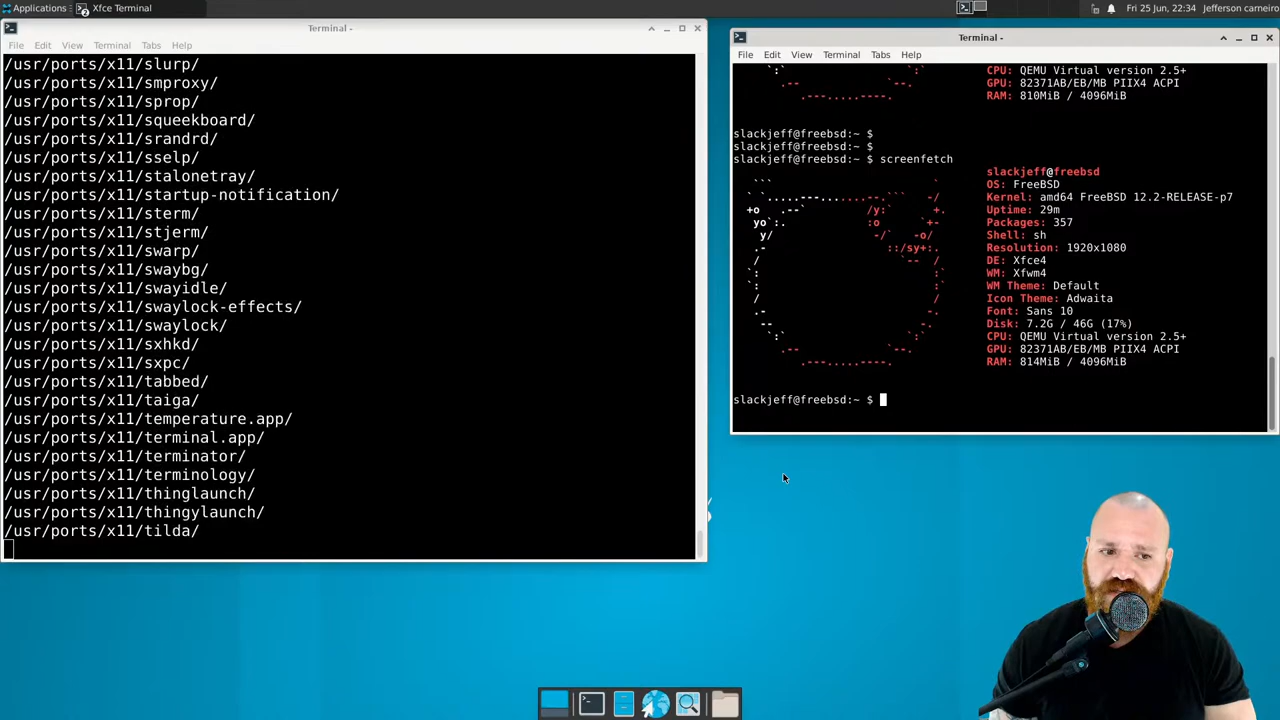 Applications
Xfce Terminal
Fri 25 Jun, 22:34
Jefferson carneiro
Terminal -
File Edit View Terminal Tabs Help
/usr/ports/x11/slurp/
/usr/ports/x11/smproxy/
/usr/ports/x11/sprop/
/usr/ports/x11/squeekboard/
/usr/ports/x11/srandrd/
/usr/ports/x11/sselp/
/usr/ports/x11/stalonetray/
/usr/ports/x11/startup-notification/
/usr/ports/x11/sterm/
/usr/ports/x11/stjerm/
/usr/ports/x11/swarp/
/usr/ports/x11/swaybg/
/usr/ports/x11/swayidle/
/usr/ports/x11/swaylock-effects/
/usr/ports/x11/swaylock/
/usr/ports/x11/sxhkd/
/usr/ports/x11/sxpc/
/usr/ports/x11/tabbed/
/usr/ports/x11/taiga/
/usr/ports/x11/temperature.app/
/usr/ports/x11/terminal.app/
/usr/ports/x11/terminator/
/usr/ports/x11/terminology/
/usr/ports/x11/thinglaunch/
/usr/ports/x11/thingylaunch/
/usr/ports/x11/tilda/
Terminal -
File Edit View Terminal Tabs Help
CPU: QEMU Virtual version 2.5+
GPU: 82371AB/EB/MB PIIX4 ACPI
RAM: 810MiB / 4096MiB
slackjeff@freebsd:~ $
slackjeff@freebsd:~ $
slackjeff@freebsd:~ $ screenfetch
slackjeff@freebsd
OS: FreeBSD
Kernel: amd64 FreeBSD 12.2-RELEASE-p7
Uptime: 29m
Packages: 357
Shell: sh
Resolution: 1920x1080
DE: Xfce4
WM: Xfwm4
WM Theme: Default
Icon Theme: Adwaita
Font: Sans 10
Disk: 7.2G / 46G (17%)
CPU: QEMU Virtual version 2.5+
GPU: 82371AB/EB/MB PIIX4 ACPI
RAM: 814MiB / 4096MiB
slackjeff@freebsd:~ $